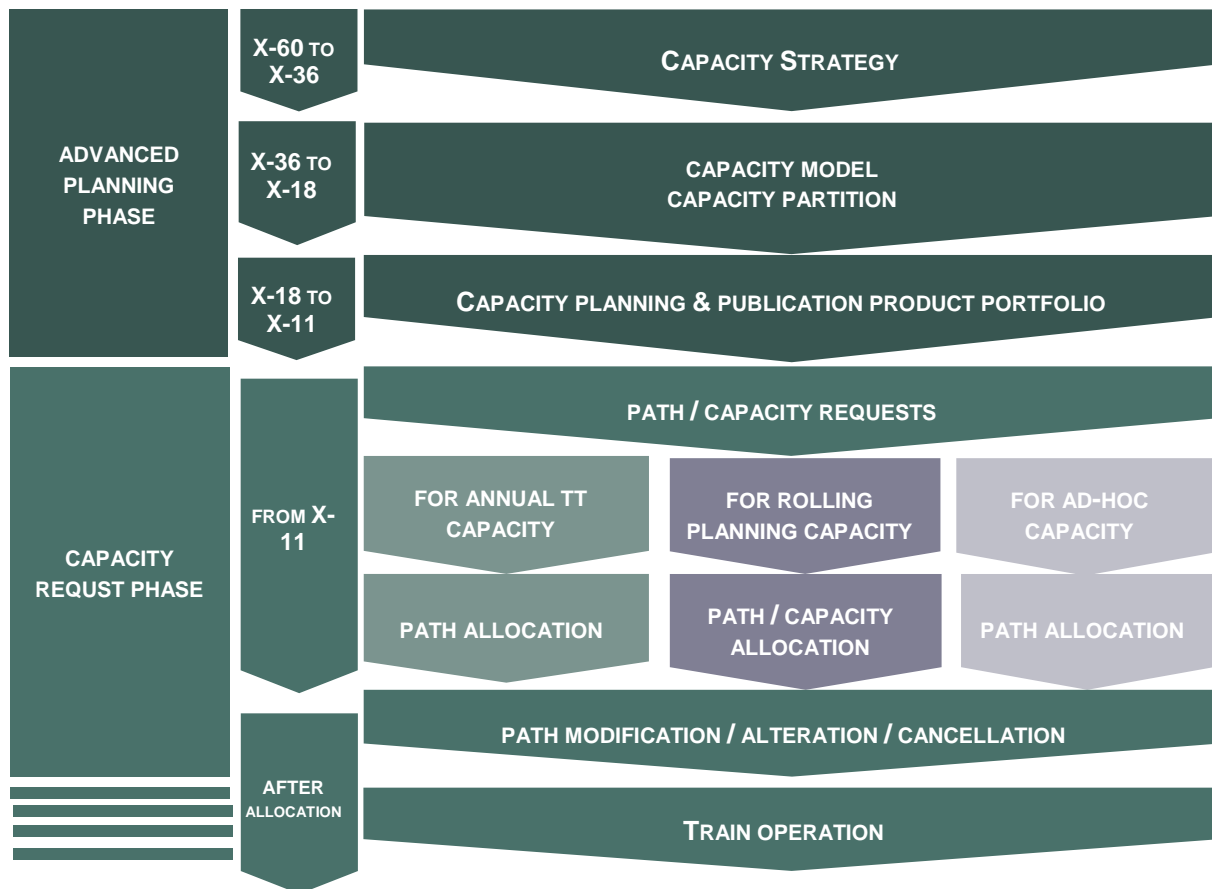 X-60 TO
X-36
CAPACITY STRATEGY
ADVANCED
PLANNING
PHASE
X-36 TO
X-18
CAPACITY MODEL
CAPACITY PARTITION
X-18 TO
X-11
CAPACITY PLANNING & PUBLICATION PRODUCT PORTFOLIO
CAPACITY
REQUST PHASE
FROM X-
11
PATH / CAPACITY REQUESTS
FOR ANNUAL TT
CAPACITY
FOR ROLLING
PLANNING CAPACITY
FOR AD-HOC
CAPACITY
PATH ALLOCATION
PATH / CAPACITY
ALLOCATION
PATH ALLOCATION
AFTER
ALLOCATION
PATH MODIFICATION / ALTERATION / CANCELLATION
TRAIN OPERATION